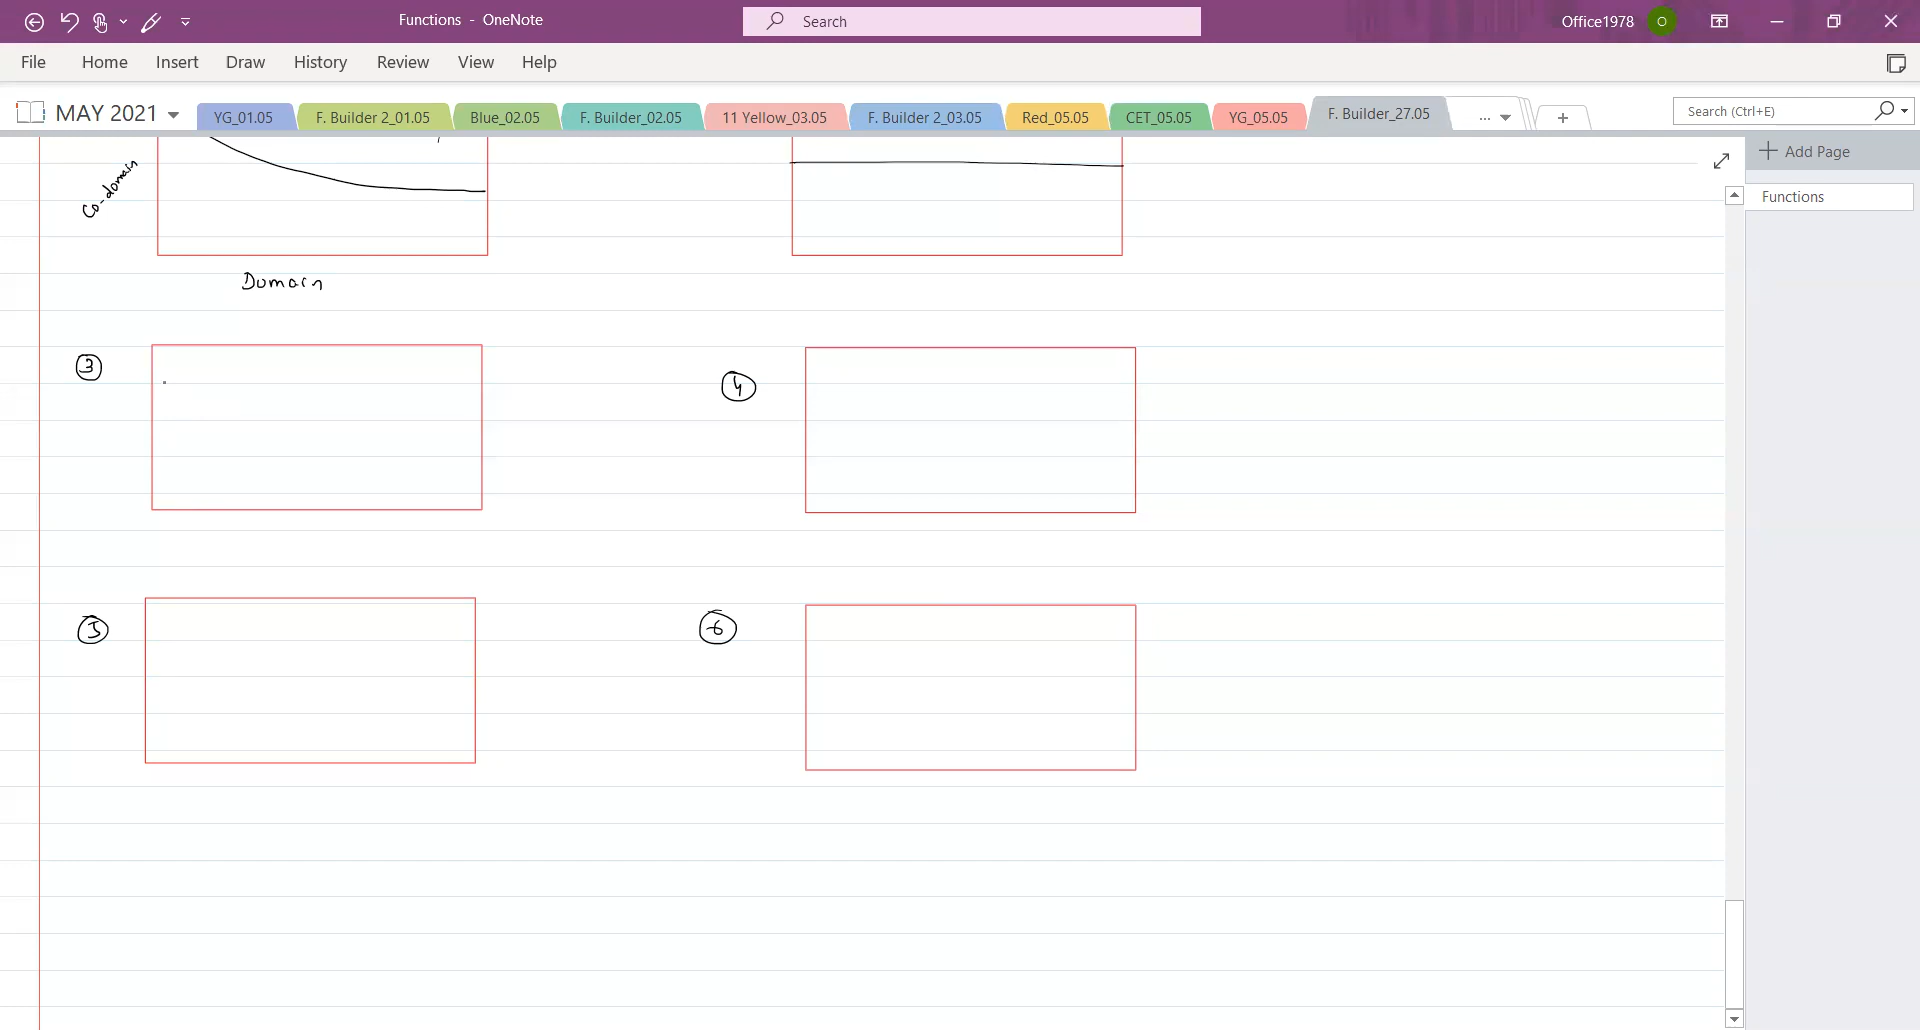 Functions - OneNote
Search
Office1978
O
File Home Insert Draw History Review View Help
MAY 2021
YG_01.05
F. Builder 2_01.05
Blue_02.05
F. Builder_02.05
11 Yellow_03.05
F. Builder 2_03.05
Red_05.05
CET_05.05
YG_05.05
F. Builder_27.05
...
Search (Ctrl+E)
Add Page
Functions
Co-domain
Domain
3
4
5
6